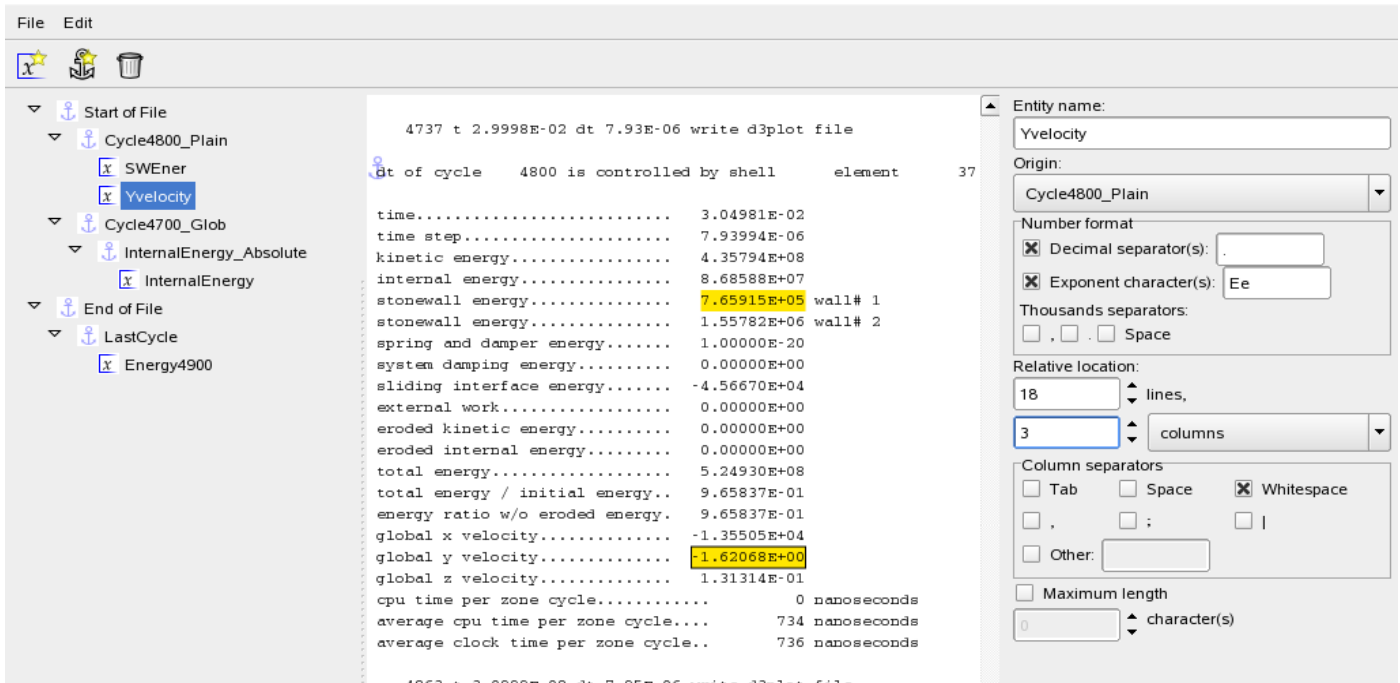 File Edit
Start of File
Cycle4800_Plain
x SWEner
x Yvelocity
Cycle4700_Glob
InternalEnergy_Absolute
x InternalEnergy
End of File
LastCycle
x Energy4900
4737 t 2.9998E-02 dt 7.93E-06 write d3plot file
dt of cycle 4800 is controlled by shell element 37
time........................... 3.04981E-02
time step...................... 7.93994E-06
kinetic energy................. 4.35794E+08
internal energy................ 8.68588E+07
stonewall energy............... 7.65915E+05 wall# 1
stonewall energy............... 1.55782E+06 wall# 2
spring and damper energy....... 1.00000E-20
system damping energy.......... 0.00000E+00
sliding interface energy....... -4.56670E+04
external work.................. 0.00000E+00
eroded kinetic energy.......... 0.00000E+00
eroded internal energy......... 0.00000E+00
total energy................... 5.24930E+08
total energy / initial energy.. 9.65837E-01
energy ratio w/o eroded energy. 9.65837E-01
global x velocity.............. -1.35505E+04
global y velocity.............. -1.62068E+00
global z velocity.............. 1.31314E-01
cpu time per zone cycle............ 0 nanoseconds
average cpu time per zone cycle.... 734 nanoseconds
average clock time per zone cycle.. 736 nanoseconds
Entity name:
Yvelocity
Origin:
Cycle4800_Plain
Number format
Decimal separator(s): .
Exponent character(s): Ee
Thousands separators:
, . Space
Relative location:
18 lines,
3 columns
Column separators
Tab Space Whitespace
, ; |
Other:
Maximum length
0 character(s)